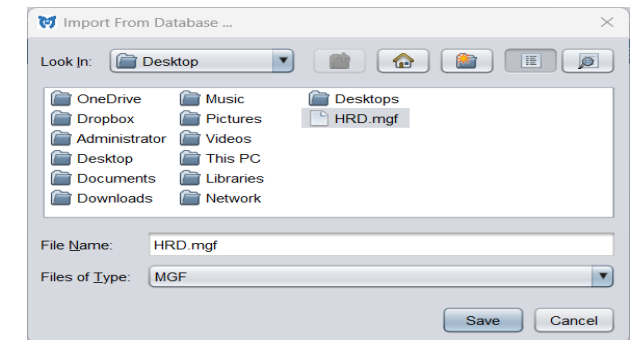 Import From Database ...
Look In: Desktop
OneDrive Music Desktops
Dropbox Pictures HRD.mgf
Administrator Videos
Desktop This PC
Documents Libraries
Downloads Network
File Name: HRD.mgf
Files of Type: MGF
Save Cancel